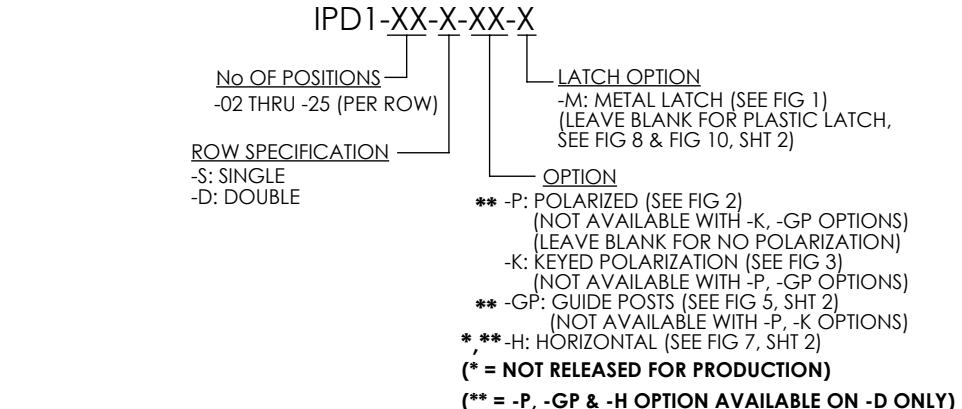 IPD1-XX-X-XX-X
No OF POSITIONS
-02 THRU -25 (PER ROW)
ROW SPECIFICATION
-S: SINGLE
-D: DOUBLE
LATCH OPTION
-M: METAL LATCH (SEE FIG 1)
(LEAVE BLANK FOR PLASTIC LATCH,
SEE FIG 8 & FIG 10, SHT 2)
OPTION
** -P: POLARIZED (SEE FIG 2)
(NOT AVAILABLE WITH -K, -GP OPTIONS)
(LEAVE BLANK FOR NO POLARIZATION)
-K: KEYED POLARIZATION (SEE FIG 3)
(NOT AVAILABLE WITH -P, -GP OPTIONS)
** -GP: GUIDE POSTS (SEE FIG 5, SHT 2)
(NOT AVAILABLE WITH -P, -K OPTIONS)
*,** -H: HORIZONTAL (SEE FIG 7, SHT 2)
(* = NOT RELEASED FOR PRODUCTION)
(** = -P, -GP & -H OPTION AVAILABLE ON -D ONLY)